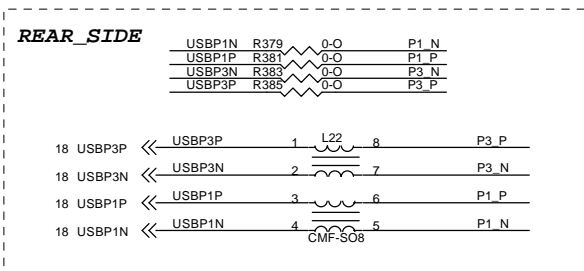 REAR_SIDE
USBP1N R379 0-O P1_N
USBP1P R381 0-O P1_P
USBP3N R383 0-O P3_N
USBP3P R385 0-O P3_P
18 USBP3P USBP3P 1 L22 8 P3_P
18 USBP3N USBP3N 2 7 P3_N
18 USBP1P USBP1P 3 6 P1_P
18 USBP1N USBP1N 4 5 P1_N
CMF-SO8